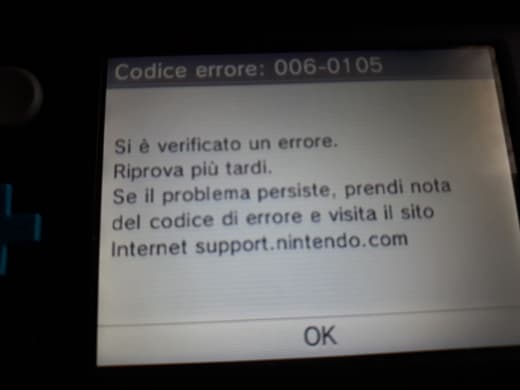 Codice errore: 006-0105
Si è verificato un errore.
Riprova più tardi.
Se il problema persiste, prendi nota
del codice di errore e visita il sito
Internet support.nintendo.com
OK